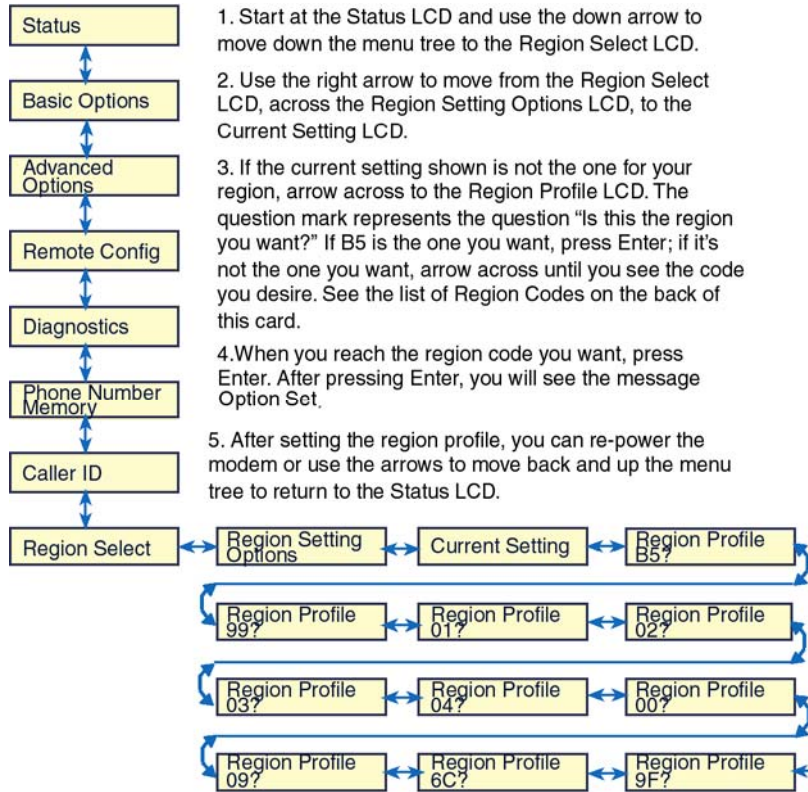 Status
Basic Options
Advanced
Options
Remote Config
Diagnostics
Phone Number
Memory
Caller ID
1. Start at the Status LCD and use the down arrow to
move down the menu tree to the Region Select LCD.
2. Use the right arrow to move from the Region Select
LCD, across the Region Setting Options LCD, to the
Current Setting LCD.
3. If the current setting shown is not the one for your
region, arrow across to the Region Profile LCD. The
question mark represents the question “Is this the region
you want?” If B5 is the one you want, press Enter; if it's
not the one you want, arrow across until you see the code
you desire. See the list of Region Codes on the back of
this card.
4.When you reach the region code you want, press
Enter. After pressing Enter, you will see the message
Option Set.
5. After setting the region profile, you can re-power the
modem or use the arrows to move back and up the menu
tree to return to the Status LCD.
Region Select
Region Setting
Options
Current Setting
Region Profile
B5?
Region Profile
99?
Region Profile
01?
Region Profile
02?
Region Profile
03?
Region Profile
04?
Region Profile
00?
Region Profile
09?
Region Profile
6C?
Region Profile
9F?